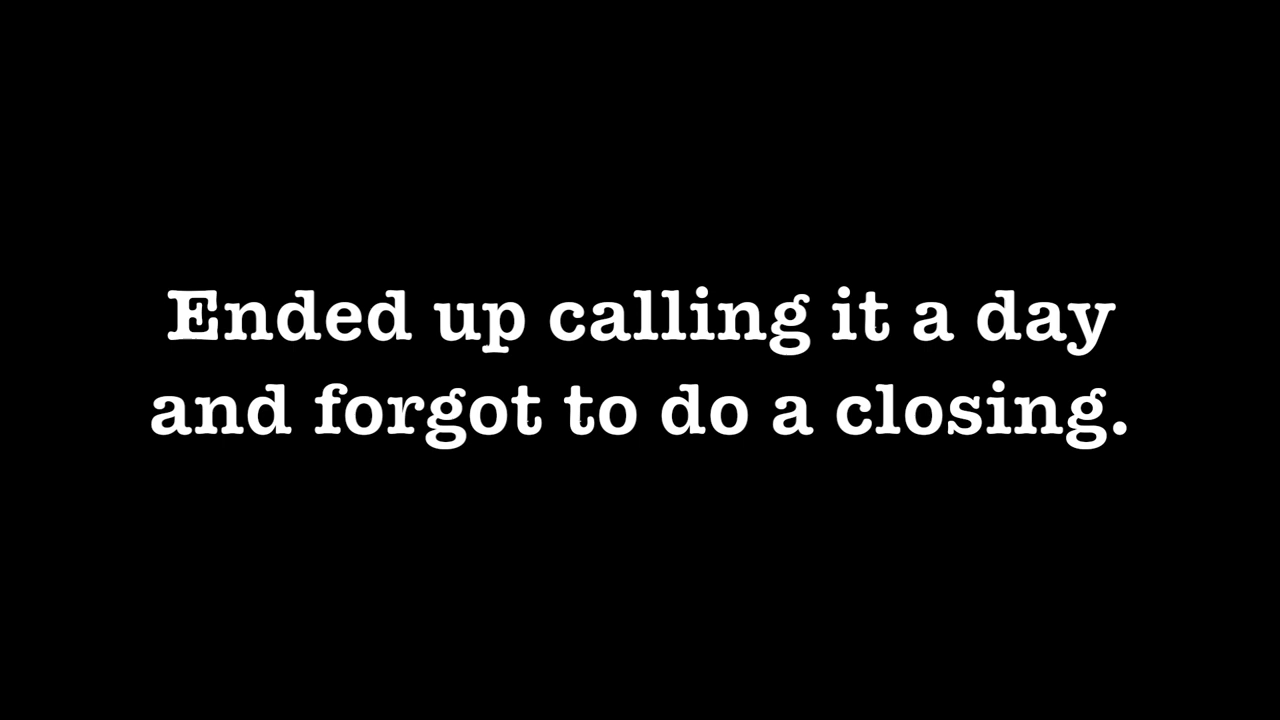 Ended up calling it a day
and forgot to do a closing.